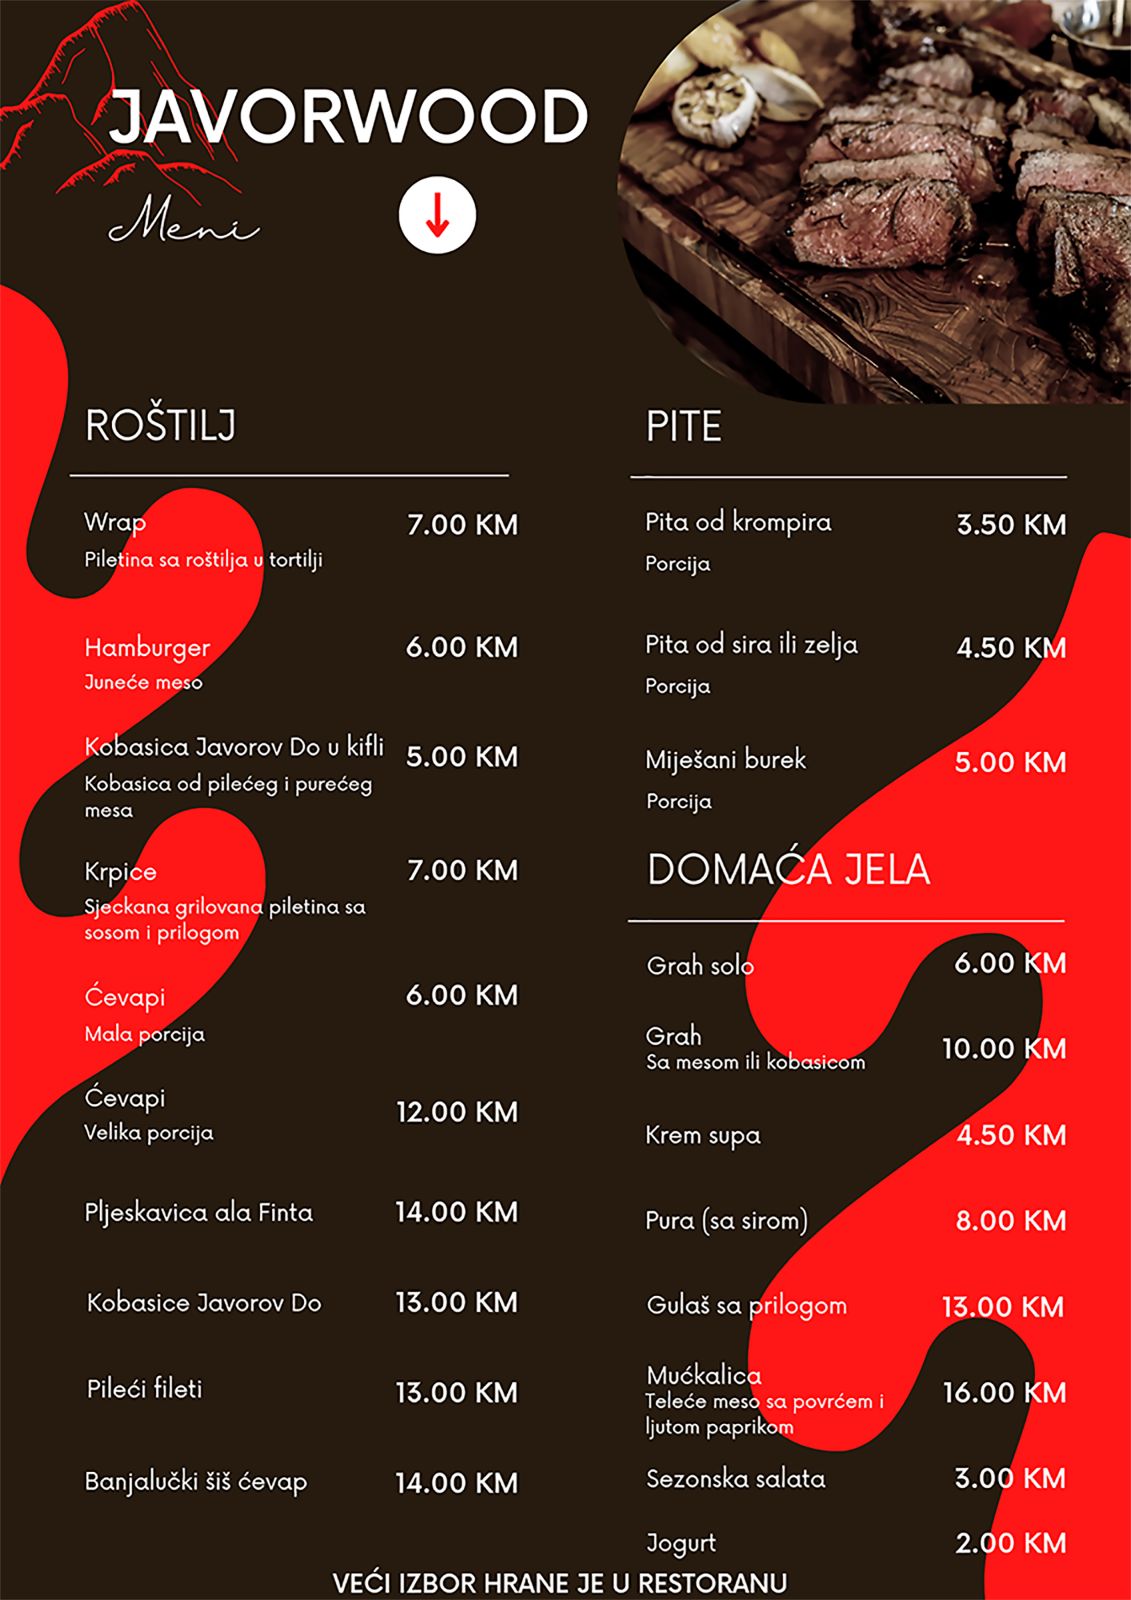 JAVORWOOD
Meni
ROŠTILJ
Wrap 7.00 KM
Piletina sa roštilja u tortilji
Hamburger 6.00 KM
Juneće meso
Kobasica Javorov Do u kifli 5.00 KM
Kobasica od pilećeg i purećeg
mesa
Krpice 7.00 KM
Sjeckana grilovana piletina sa
sosom i prilogom
Ćevapi 6.00 KM
Mala porcija
Ćevapi 12.00 KM
Velika porcija
Pljeskavica ala Finta 14.00 KM
Kobasice Javorov Do 13.00 KM
Pileći fileti 13.00 KM
Banjalučki šiš ćevap 14.00 KM
PITE
Pita od krompira 3.50 KM
Porcija
Pita od sira ili zelja 4.50 KM
Porcija
Miješani burek 5.00 KM
Porcija
DOMAĆA JELA
Grah solo 6.00 KM
Grah 10.00 KM
Sa mesom ili kobasicom
Krem supa 4.50 KM
Pura (sa sirom) 8.00 KM
Gulaš sa prilogom 13.00 KM
Mućkalica 16.00 KM
Teleće meso sa povrćem i
ljutom paprikom
Sezonska salata 3.00 KM
Jogurt 2.00 KM
VEĆI IZBOR HRANE JE U RESTORANU